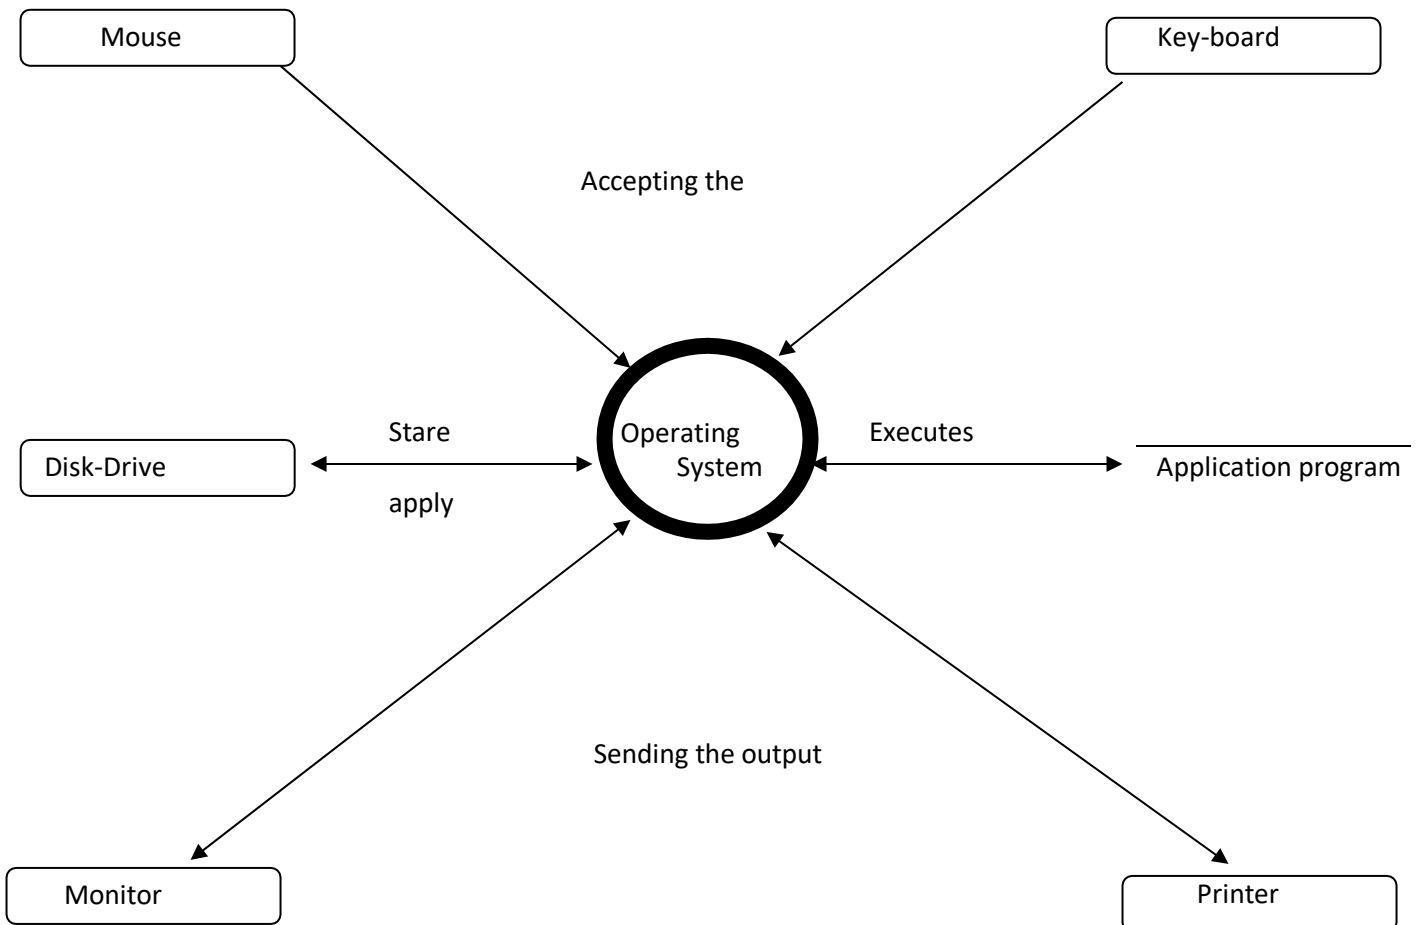 Mouse
Key-board
Accepting the
Stare
Operating
System
Executes
Disk-Drive
Application program
apply
Sending the output
Monitor
Printer